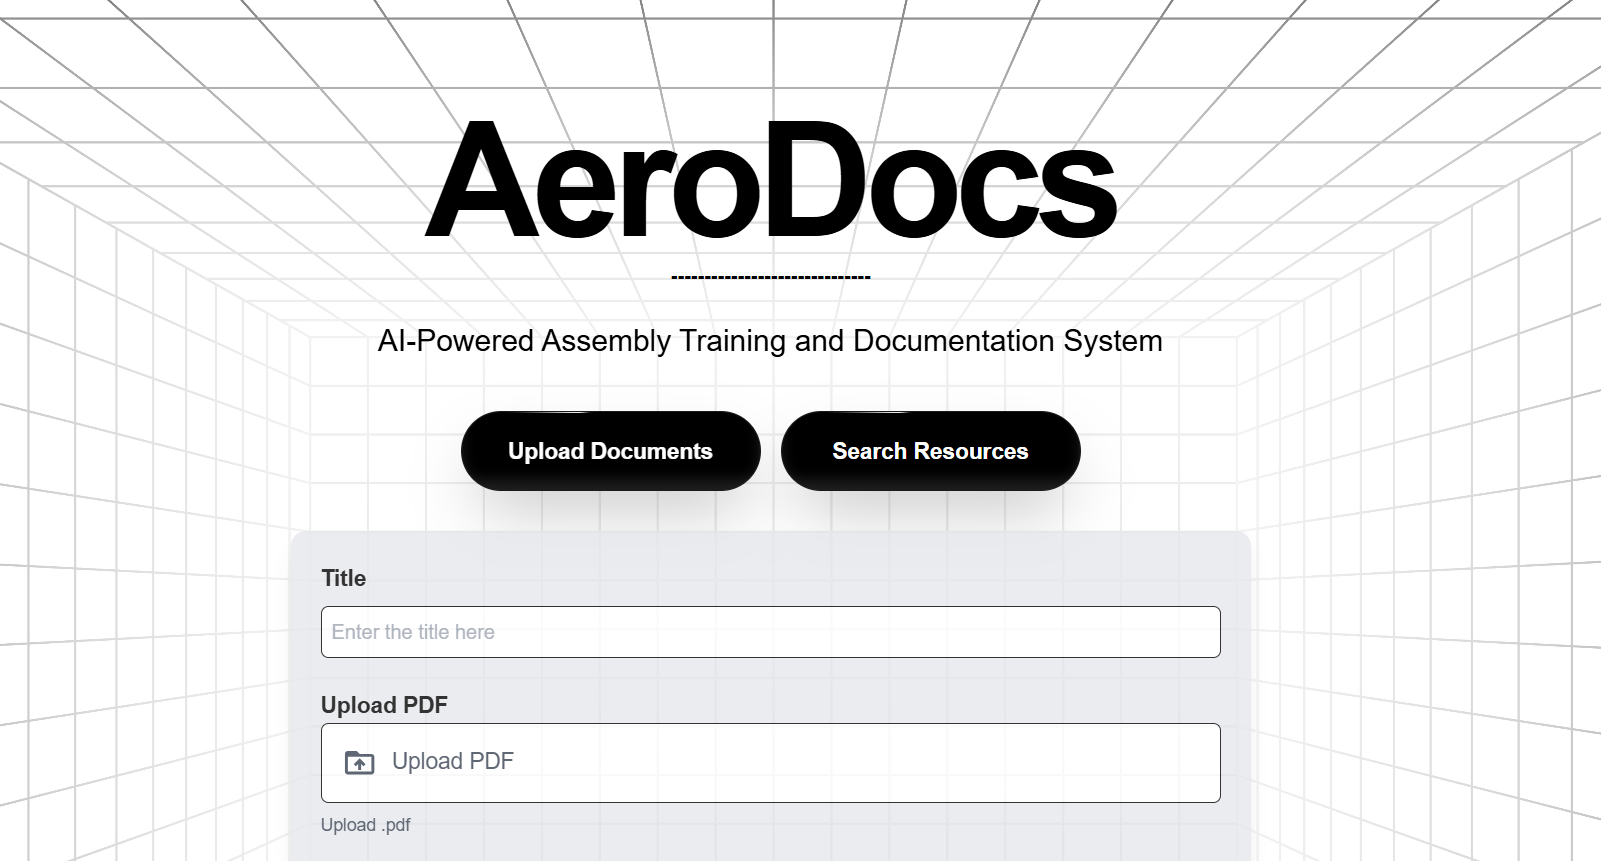 AeroDocs
AI-Powered Assembly Training and Documentation System
Upload Documents
Search Resources
Title
Enter the title here
Upload PDF
Upload PDF
Upload .pdf